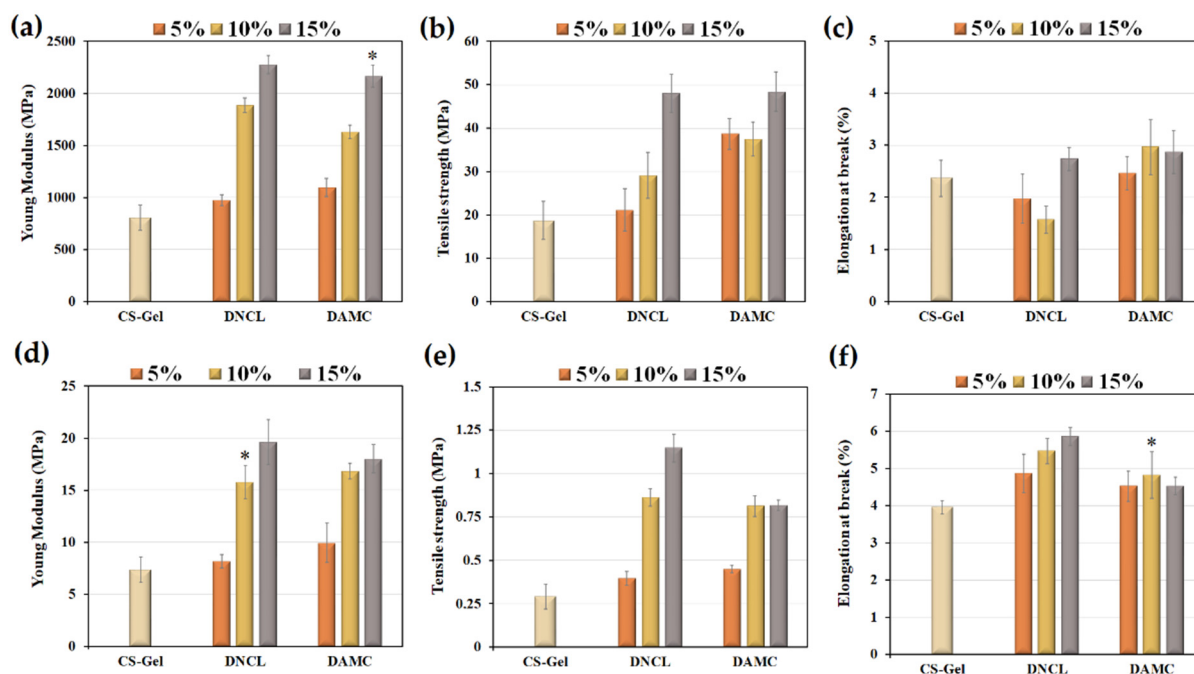 (a)
5% 10% 15%
Young Modulus (MPa)
2500
2000
1500
1000
500
0
*
CS-Gel DNCL DAMC
(b)
5% 10% 15%
Tensile strength (MPa)
60
50
40
30
20
10
0
CS-Gel DNCL DAMC
(c)
5% 10% 15%
Elongation at break (%)
5
4
3
2
1
0
CS-Gel DNCL DAMC
(d)
5% 10% 15%
Young Modulus (MPa)
25
20
15
10
5
0
*
CS-Gel DNCL DAMC
(e)
5% 10% 15%
Tensile strength (MPa)
1.5
1.25
1
0.75
0.5
0.25
0
CS-Gel DNCL DAMC
(f)
5% 10% 15%
Elongation at break (%)
7
6
5
4
3
2
1
0
*
CS-Gel DNCL DAMC